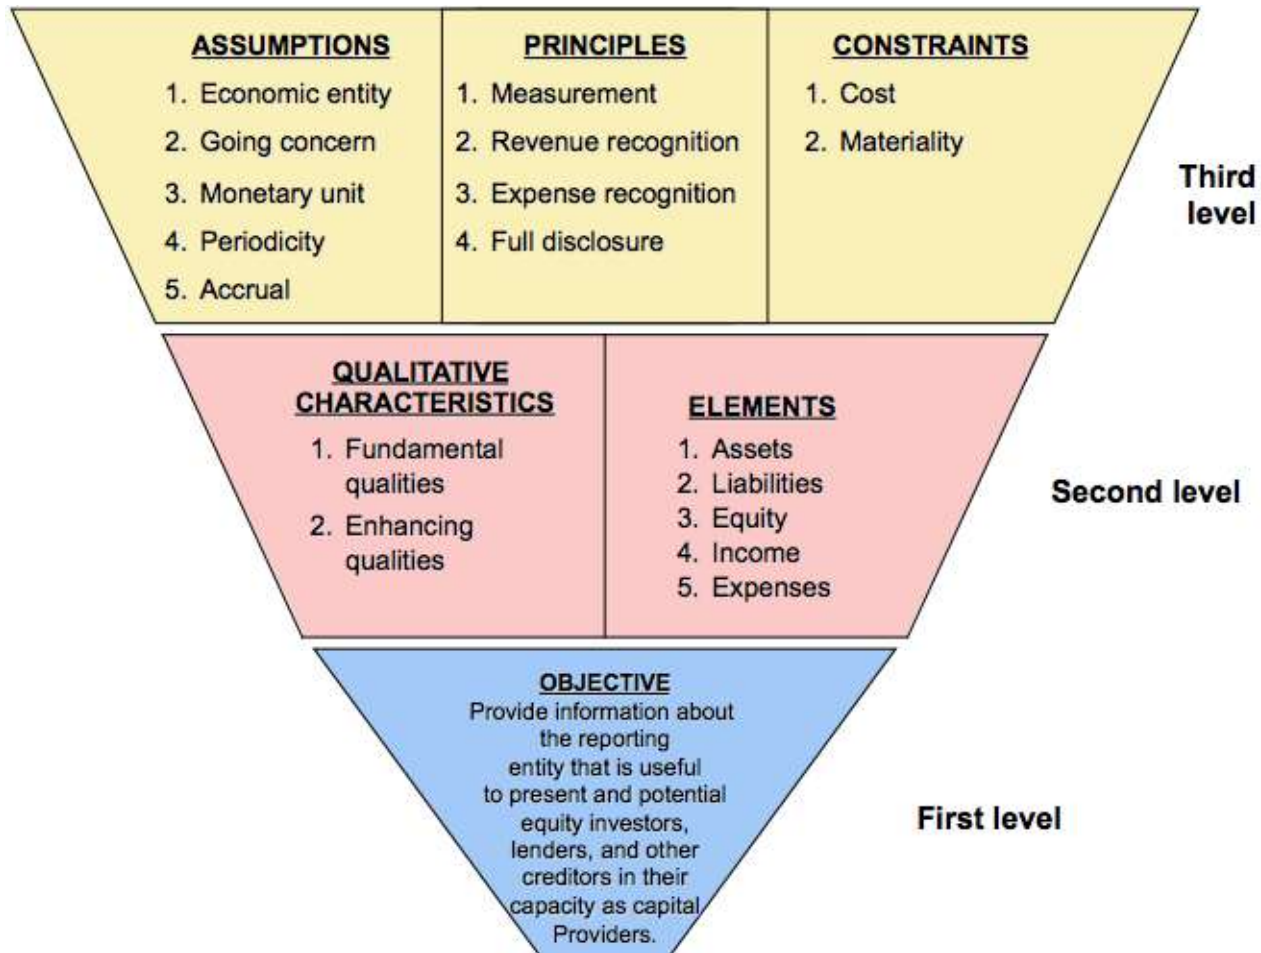 ASSUMPTIONS
1. Economic entity
2. Going concern
3. Monetary unit
4. Periodicity
5. Accrual
PRINCIPLES
1. Measurement
2. Revenue recognition
3. Expense recognition
4. Full disclosure
CONSTRAINTS
1. Cost
2. Materiality
Third
level
QUALITATIVE
CHARACTERISTICS
1. Fundamental
qualities
2. Enhancing
qualities
ELEMENTS
1. Assets
2. Liabilities
3. Equity
4. Income
5. Expenses
Second level
OBJECTIVE
Provide information about
the reporting
entity that is useful
to present and potential
equity investors,
lenders, and other
creditors in their
capacity as capital
Providers.
First level